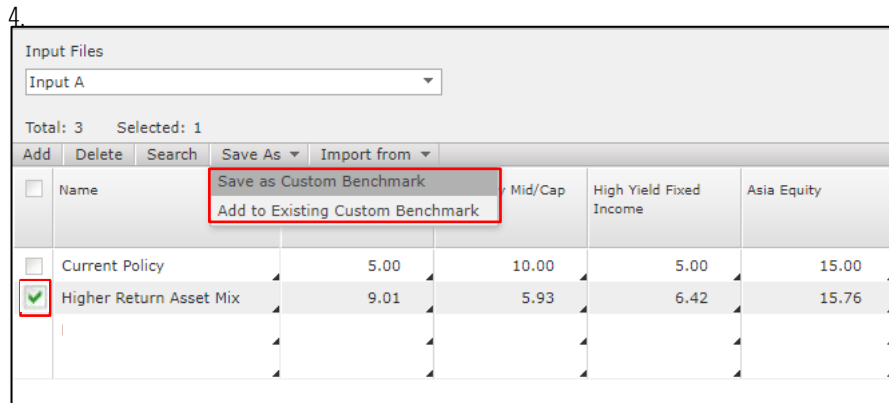 4.
Input Files
Input A
Total: 3 Selected: 1
Add Delete Search Save As Import from
Save as Custom Benchmark
Add to Existing Custom Benchmark
Name Mid/Cap High Yield Fixed Asia Equity
Income
Current Policy 5.00 10.00 5.00 15.00
Higher Return Asset Mix 9.01 5.93 6.42 15.76